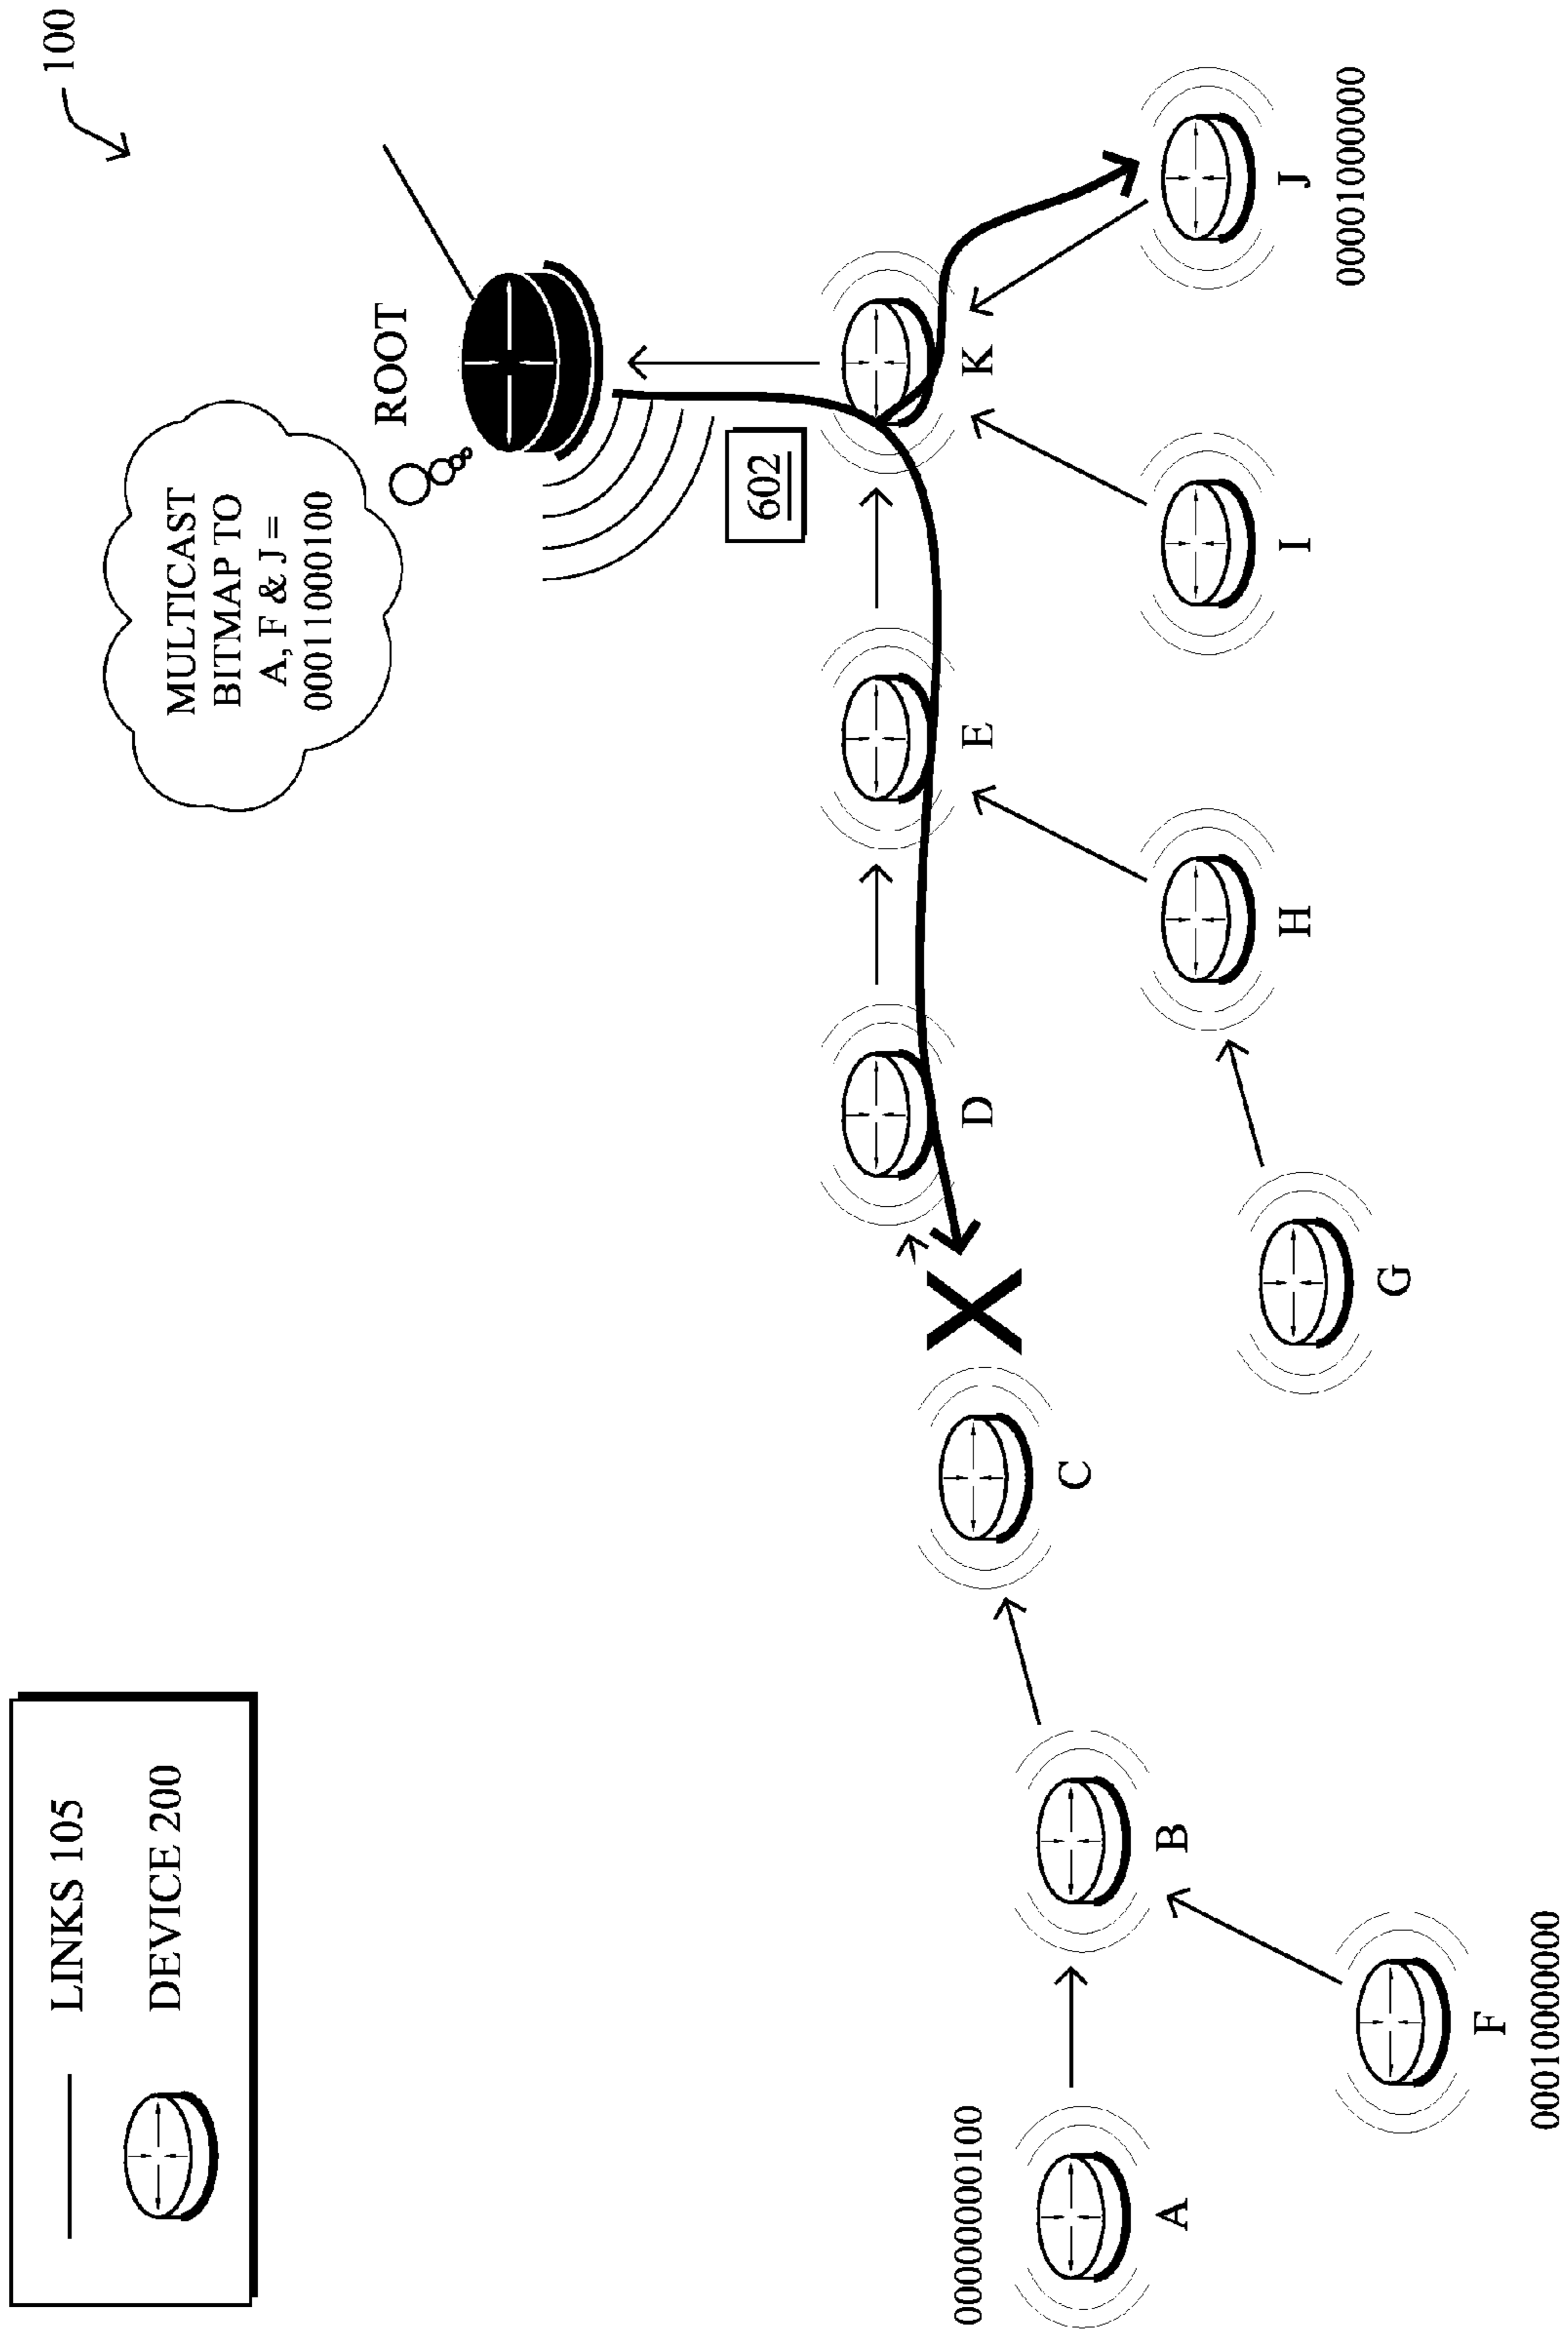 LINKS 105
DEVICE 200
100
MULTICAST
BITMAP TO
A, F & J =
00011000100
ROOT
602
00000000100
D
E
K
C
A
B
H
I
J
00001000000
G
F
00010000000